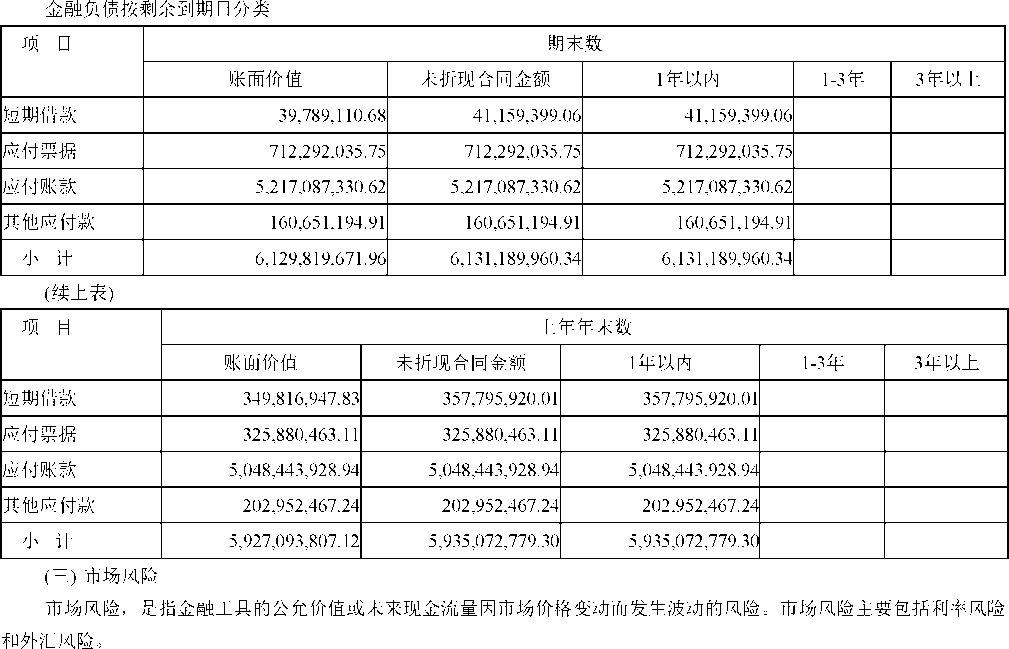 金融负债按剩余到期日分类
项 目 期末数
账面价值 未折现合同金额 1年以内 1-3年 3年以上
短期借款 39,789,110.68 41,159,399.06 41,159,399.06
应付票据 712,292,035.75 712,292,035.75 712,292,035.75
应付账款 5,217,087,330.62 5,217,087,330.62 5,217,087,330.62
其他应付款 160,651,194.91 160,651,194.91 160,651,194.91
小 计 6,129,819,671.96 6,131,189,960.34 6,131,189,960.34
(续上表)
项 目 上年年末数
账面价值 未折现合同金额 1年以内 1-3年 3年以上
短期借款 349,816,947.83 357,795,920.01 357,795,920.01
应付票据 325,880,463.11 325,880,463.11 325,880,463.11
应付账款 5,048,443,928.94 5,048,443,928.94 5,048,443,928.94
其他应付款 202,952,467.24 202,952,467.24 202,952,467.24
小 计 5,927,093,807.12 5,935,072,779.30 5,935,072,779.30
(三) 市场风险
市场风险，是指金融工具的公允价值或未来现金流量因市场价格变动而发生波动的风险。市场风险主要包括利率风险
和外汇风险。